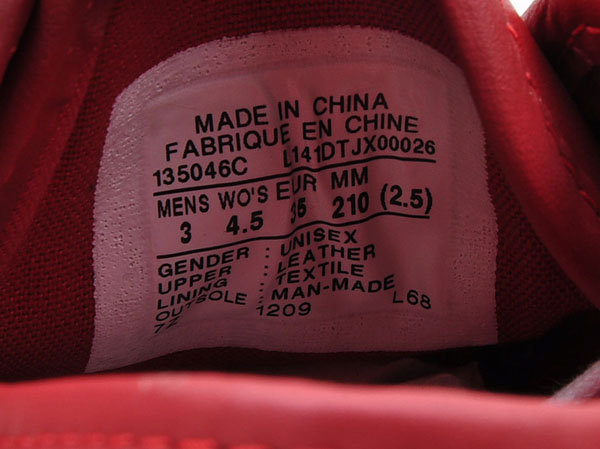 MADE IN CHINA
FABRIQUE EN CHINE
135046C L141DTJX00026
MENS WO'S EUR MM
3 4.5 35 210 (2.5)
GENDER : UNISEX
UPPER : LEATHER
LINING : TEXTILE
OUTSOLE : MAN-MADE
72 1209 L68